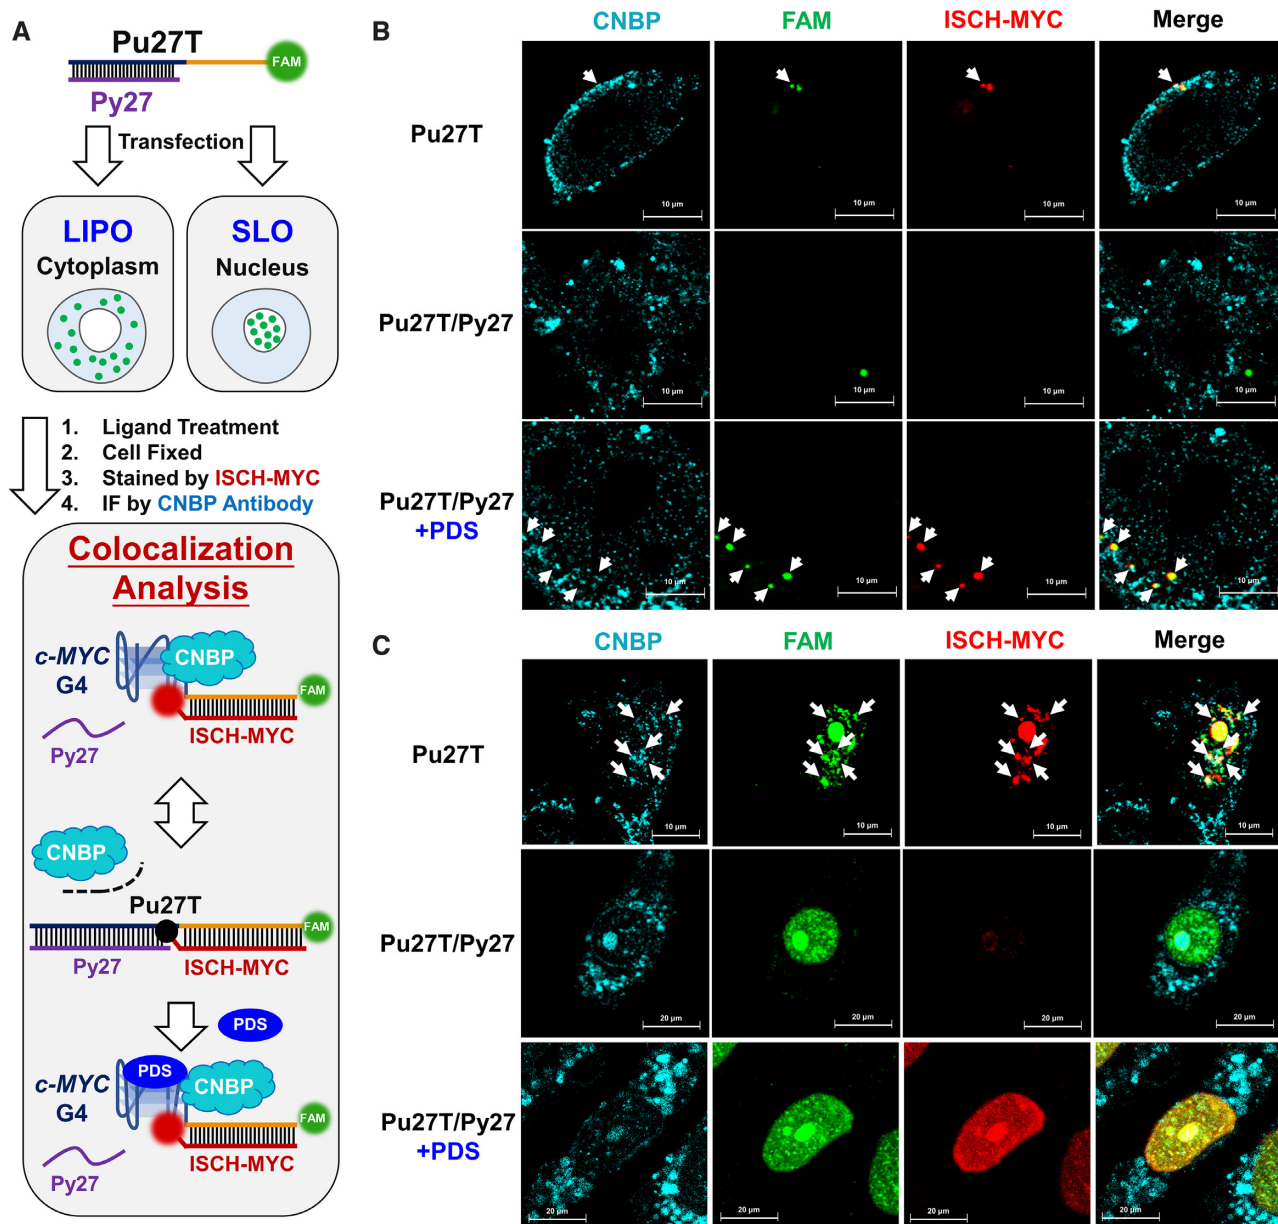 A
Pu27T
FAM
Py27
Transfection
LIPO
Cytoplasm
SLO
Nucleus
1. Ligand Treatment
2. Cell Fixed
3. Stained by ISCH-MYC
4. IF by CNBP Antibody
Colocalization
Analysis
c-MYC
G4
CNBP
FAM
ISCH-MYC
Py27
CNBP
Pu27T
FAM
Py27
ISCH-MYC
PDS
c-MYC
G4
PDS
CNBP
FAM
ISCH-MYC
Py27
B
CNBP
FAM
ISCH-MYC
Merge
Pu27T
10 µm
10 µm
10 µm
10 µm
Pu27T/Py27
10 µm
10 µm
10 µm
10 µm
Pu27T/Py27
+PDS
10 µm
10 µm
10 µm
10 µm
C
CNBP
FAM
ISCH-MYC
Merge
Pu27T
10 µm
10 µm
10 µm
10 µm
Pu27T/Py27
20 µm
20 µm
20 µm
20 µm
Pu27T/Py27
+PDS
20 µm
20 µm
20 µm
20 µm